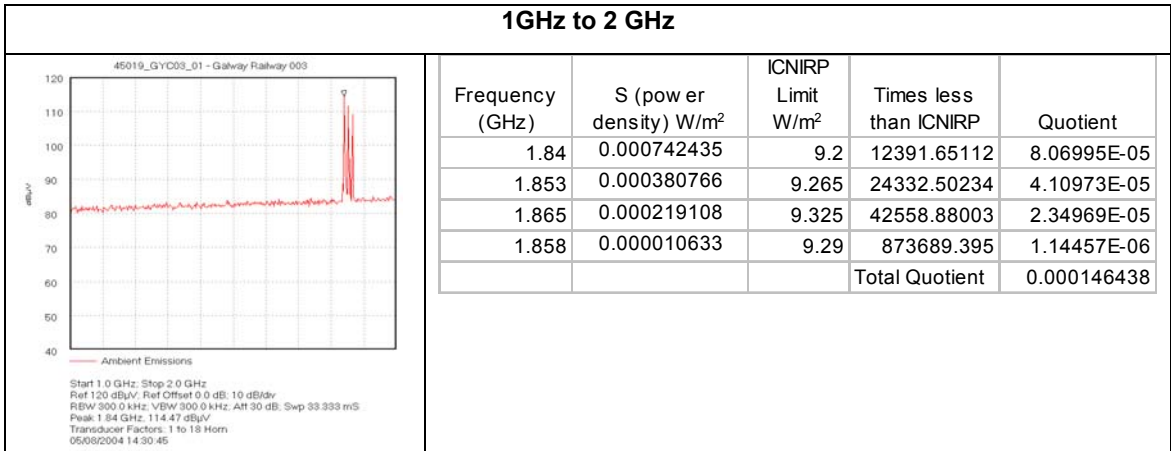 1GHz to 2 GHz
45019_GYC03_01 - Galway Railway 003
120
110
100
90
80
70
60
50
40
dBµV
Ambient Emissions
Start 1.0 GHz; Stop 2.0 GHz
Ref 120 dBµV; Ref Offset 0.0 dB; 10 dB/div
RBW 300.0 kHz; VBW 300.0 kHz; Att 30 dB; Swp 33.333 mS
Peak 1.84 GHz, 114.47 dBµV
Transducer Factors: 1 to 18 Horn
05/08/2004 14:30:45
Frequency (GHz) S (pow er density) W/m² ICNIRP Limit W/m² Times less than ICNIRP Quotient
1.84 0.000742435 9.2 12391.65112 8.06995E-05
1.853 0.000380766 9.265 24332.50234 4.10973E-05
1.865 0.000219108 9.325 42558.88003 2.34969E-05
1.858 0.000010633 9.29 873689.395 1.14457E-06
Total Quotient 0.000146438